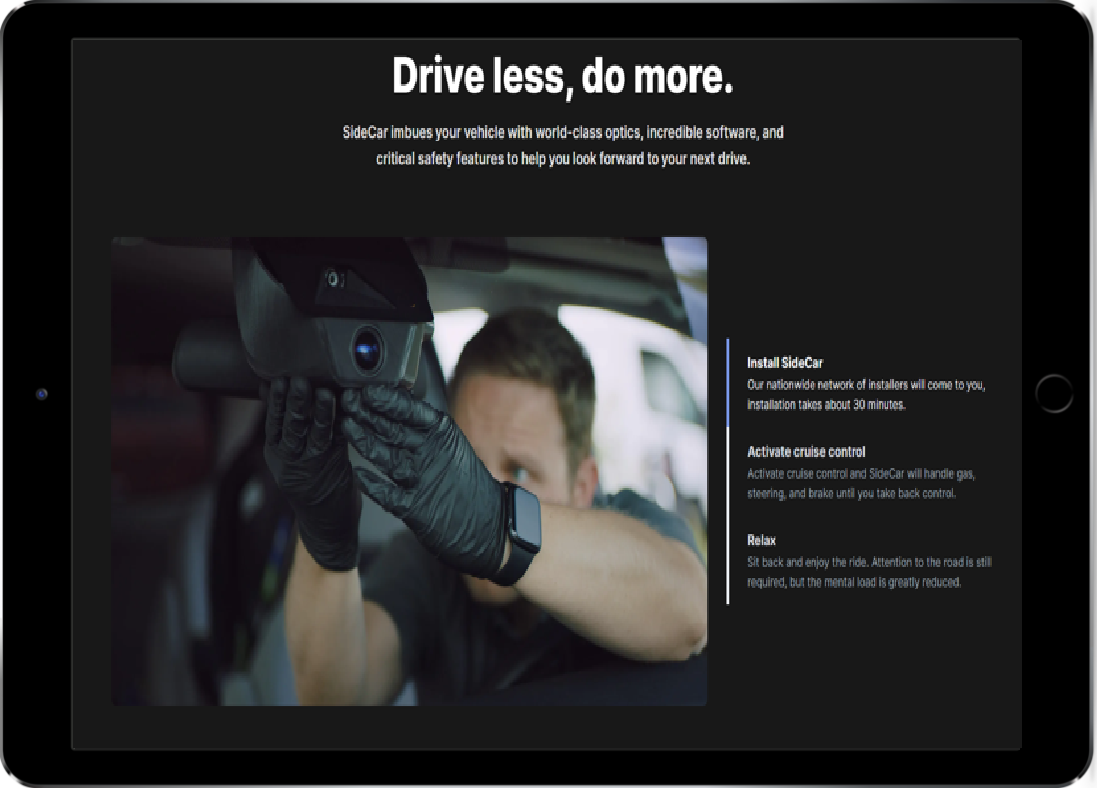 Drive less, do more.
SideCar imbues your vehicle with world-class optics, incredible software, and
critical safety features to help you look forward to your next drive.
Install SideCar
Our nationwide network of installers will come to you,
installation takes about 30 minutes.
Activate cruise control
Activate cruise control and SideCar will handle gas,
steering, and brake until you take back control.
Relax
Sit back and enjoy the ride. Attention to the road is still
required, but the mental load is greatly reduced.